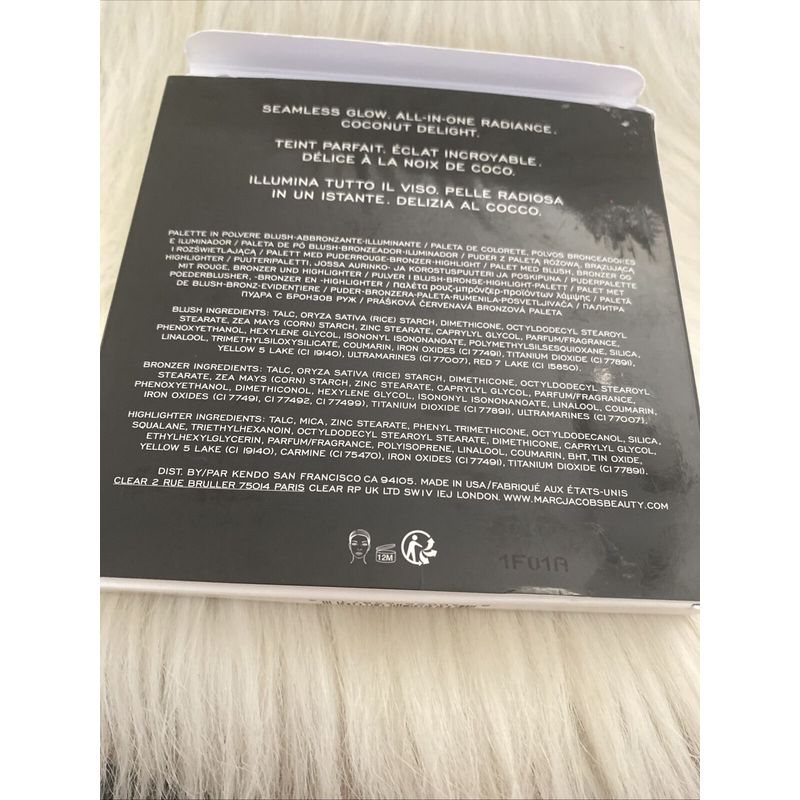 SEAMLESS GLOW. ALL-IN-ONE RADIANCE.
COCONUT DELIGHT.
TEINT PARFAIT. ÉCLAT INCROYABLE.
DÉLICE À LA NOIX DE COCO.
ILLUMINA TUTTO IL VISO. PELLE RADIOSA
IN UN ISTANTE. DELIZIA AL COCCO.
PALETTE IN POLVERE BLUSH-ABBRONZANTE-ILLUMINANTE / PALETA DE COLORETE, POLVOS BRONCEADORES
E ILUMINADOR / PALETA DE PÓ BLUSH-BRONZEADOR-ILUMINADOR / PUDER Z PALETĄ RÓŻOWĄ, BRĄZUJĄCĄ
I ROZŚWIETLAJĄCĄ / PALETT MED PUDERROUGE-BRONZER-HIGHLIGHT / PALET MED BLUSH, BRONZER OG
HIGHLIGHTER / PUUTERIPALETTI, JOSSA AURINKO- JA KOROSTUSPUUTERI JA POSKIPUNA / PUDERPALETTE
MIT ROUGE, BRONZER UND HIGHLIGHTER / PULVER I BLUSH-BRONSE-HIGHLIGHT-PALETT / PALET MET
POEDERBLUSHER, -BRONZER EN -HIGHLIGHTER / Παλέτα ρουζ-μπρονζερ-προϊόντων λάμψης / PALETĂ
DE BLUSH-BRONZ-EVIDENȚIERE / PUDER-BRONZERA-PALETA-RUMENILA-POSVETLJIVAČA / ПАЛИТРА
ПУДРА С БРОНЗОВ РУЖ / PRÁŠKOVÁ ČERVENAVÁ BRONZOVÁ PALETA
BLUSH INGREDIENTS: TALC, ORYZA SATIVA (RICE) STARCH, DIMETHICONE, OCTYLDODECYL STEAROYL
STEARATE, ZEA MAYS (CORN) STARCH, ZINC STEARATE, CAPRYLYL GLYCOL, PARFUM/FRAGRANCE,
PHENOXYETHANOL, HEXYLENE GLYCOL, ISONONYL ISONONANOATE, POLYMETHYLSILSESQUIOXANE, SILICA,
LINALOOL, TRIMETHYLSILOXYSILICATE, COUMARIN, IRON OXIDES (CI 77491), TITANIUM DIOXIDE (CI 77891),
YELLOW 5 LAKE (CI 19140), ULTRAMARINES (CI 77007), RED 7 LAKE (CI 15850).
BRONZER INGREDIENTS: TALC, ORYZA SATIVA (RICE) STARCH, DIMETHICONE, OCTYLDODECYL STEAROYL
STEARATE, ZEA MAYS (CORN) STARCH, ZINC STEARATE, CAPRYLYL GLYCOL, PARFUM/FRAGRANCE,
PHENOXYETHANOL, DIMETHICONOL, HEXYLENE GLYCOL, ISONONYL ISONONANOATE, LINALOOL, COUMARIN,
IRON OXIDES (CI 77491, CI 77492, CI 77499), TITANIUM DIOXIDE (CI 77891), ULTRAMARINES (CI 77007).
HIGHLIGHTER INGREDIENTS: TALC, MICA, ZINC STEARATE, PHENYL TRIMETHICONE, OCTYLDODECANOL, SILICA,
SQUALANE, TRIETHYLHEXANOIN, OCTYLDODECYL STEAROYL STEARATE, DIMETHICONE, CAPRYLYL GLYCOL,
ETHYLHEXYLGLYCERIN, PARFUM/FRAGRANCE, POLYISOPRENE, LINALOOL, COUMARIN, BHT, TIN OXIDE,
YELLOW 5 LAKE (CI 19140), CARMINE (CI 75470), IRON OXIDES (CI 77491), TITANIUM DIOXIDE (CI 77891).
DIST. BY/PAR KENDO SAN FRANCISCO CA 94105. MADE IN USA/FABRIQUÉ AUX ÉTATS-UNIS
CLEAR 2 RUE BRULLER 75014 PARIS CLEAR RP UK LTD SW1V 1EJ LONDON. WWW.MARCJACOBSBEAUTY.COM
12M
1F01A